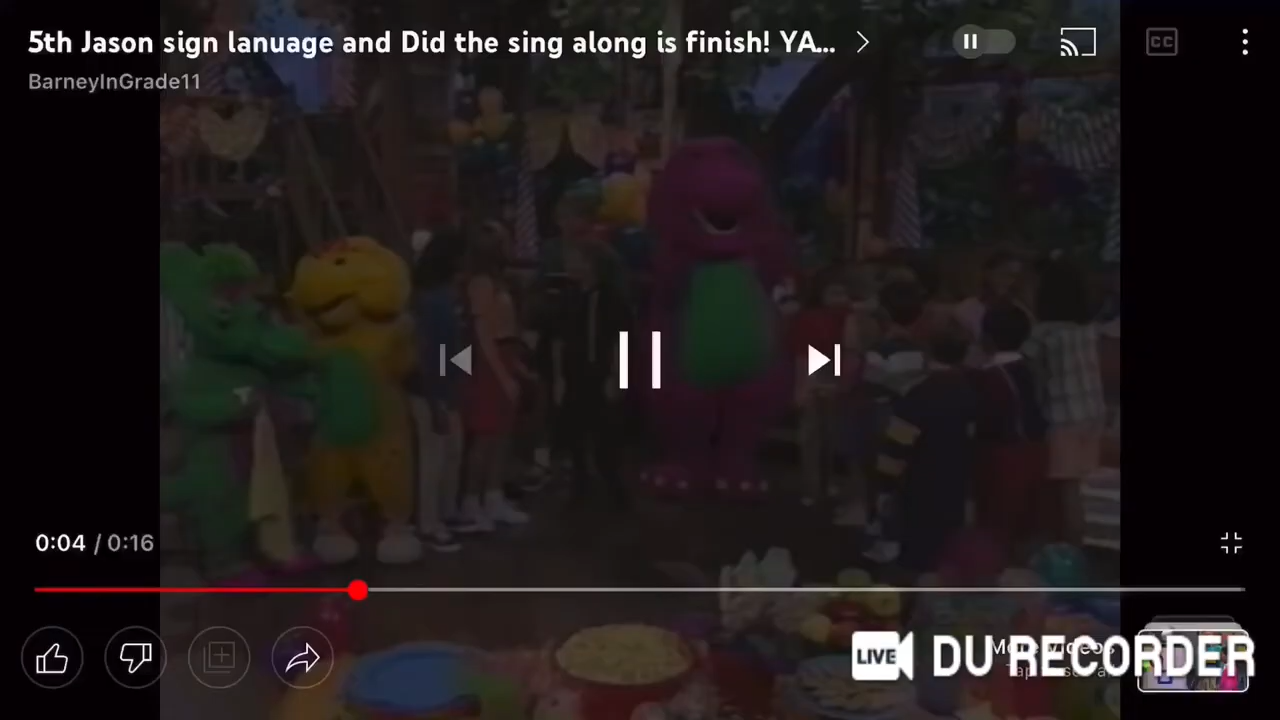 5th Jason sign lanuage and Did the sing along is finish! YA...
BarneyInGrade11
CC
0:04 / 0:16
LIVE DU RECORDER